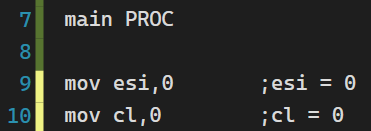 7 main PROC
8
9 mov esi,0 ;esi = 0
10 mov cl,0 ;cl = 0